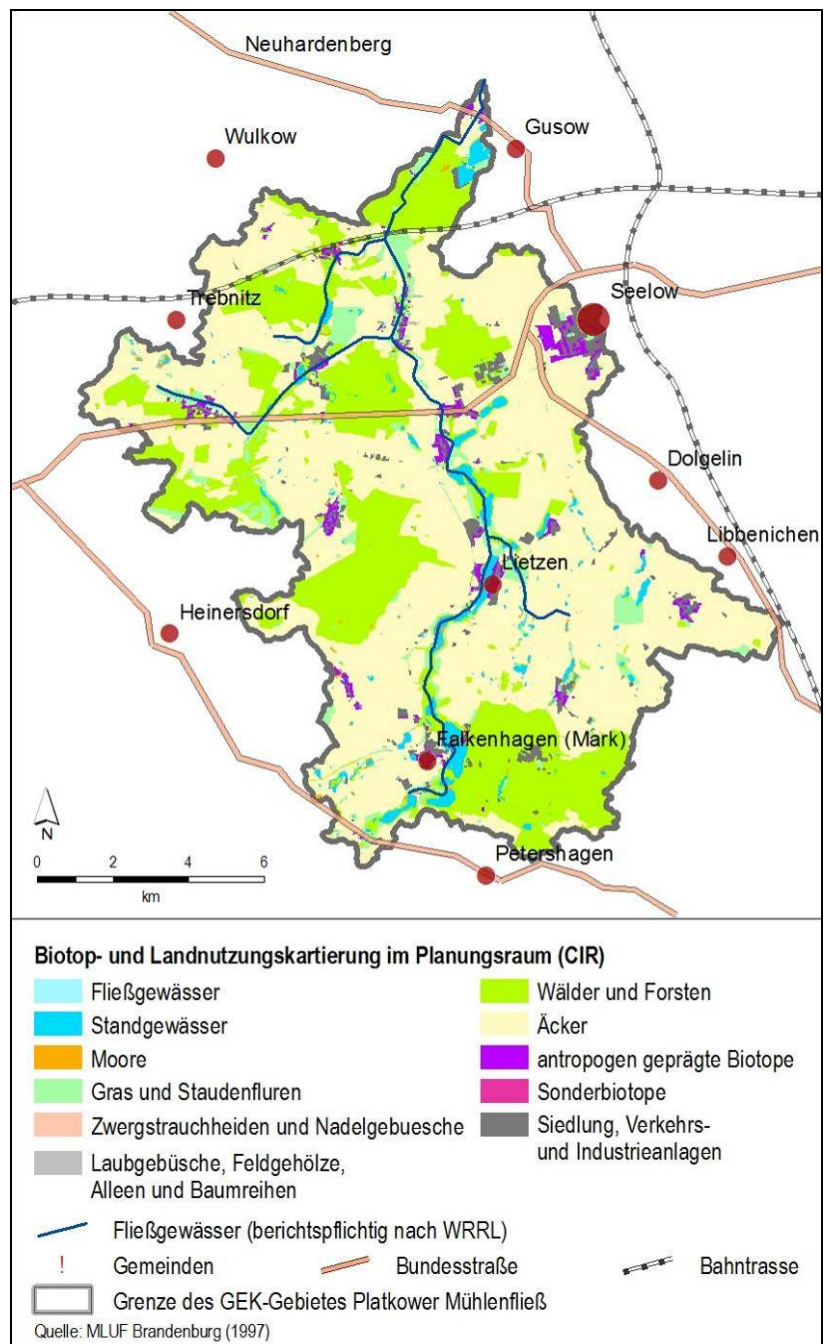 Neuhardenberg
Wulkow
Gusow
Trebnitz
Seelow
Dolgelin
Libbenichen
Lietzen
Heinersdorf
Falkenhagen (Mark)
Petershagen
N
0 2 4 6
km
Biotop- und Landnutzungskartierung im Planungsraum (CIR)
Fließgewässer
Standgewässer
Moore
Gras und Staudenfluren
Zwergstrauchheiden und Nadelgebuesche
Laubgebüsche, Feldgehölze,
Alleen und Baumreihen
Wälder und Forsten
Äcker
antropogen geprägte Biotope
Sonderbiotope
Siedlung, Verkehrs-
und Industrieanlagen
Fließgewässer (berichtspflichtig nach WRRL)
! Gemeinden Bundesstraße Bahntrasse
Grenze des GEK-Gebietes Platkower Mühlenfließ
Quelle: MLUF Brandenburg (1997)